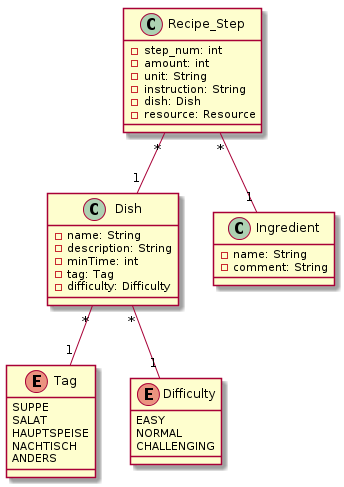 C Recipe_Step
step_num: int
amount: int
unit: String
instruction: String
dish: Dish
resource: Resource
* *
1 1
C Dish
name: String
description: String
minTime: int
tag: Tag
difficulty: Difficulty
C Ingredient
name: String
comment: String
* *
1 1
E Tag
SUPPE
SALAT
HAUPTSPEISE
NACHTISCH
ANDERS
E Difficulty
EASY
NORMAL
CHALLENGING